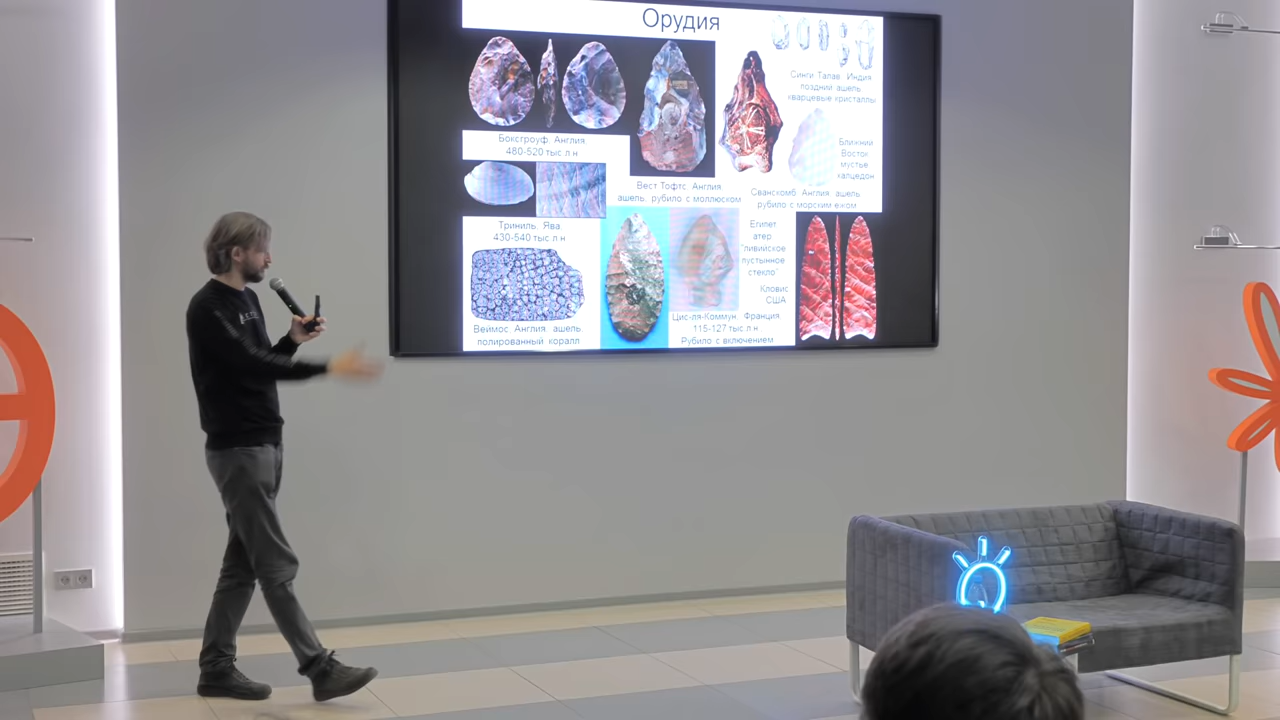 Орудия
Синги Талав, Индия
поздний ашель
кварцевые кристаллы
Боксгроув, Англия
480-520 тыс.л.н.
Ближний
Восток
мустье
халцедон
Вест Тофтс, Англия
ашель, рубило с моллюском
Сванскомб, Англия, ашель
рубило с морским ежом
Триниль, Ява,
430-540 тыс.л.н.
Египет
атер
"ливийское
пустынное
стекло"
Кловис
США
Веймос, Англия, ашель
полированный коралл
Цис-ля-Коммун, Франция,
115-127 тыс.л.н.
Рубило с включением